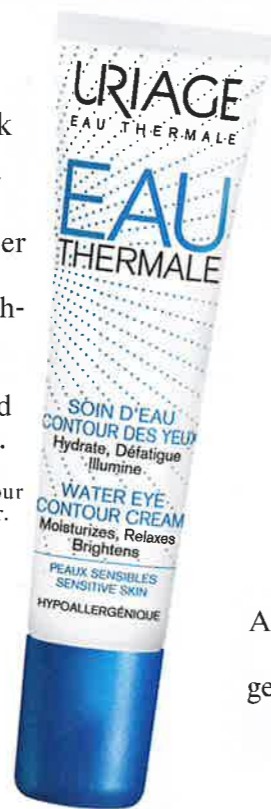 URIAGE
EAU THERMALE
EAU
THERMALE
SOIN D'EAU
CONTOUR DES YEUX
Hydrate, Défatigue
Illumine
WATER EYE
CONTOUR CREAM
Moisturizes, Relaxes
Brightens
PEAUX SENSIBLES
SENSITIVE SKIN
HYPOALLERGÉNIQUE